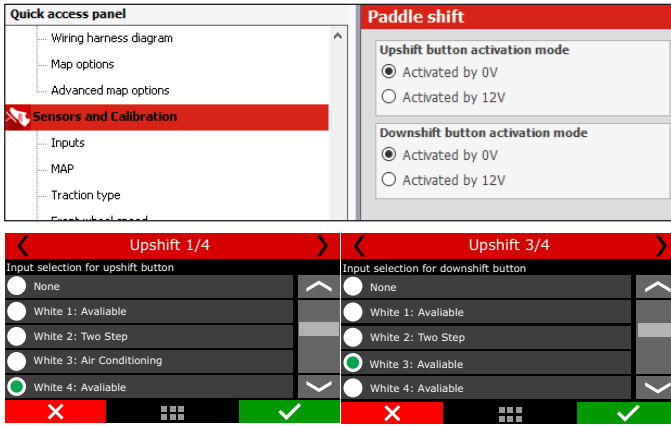 Quick access panel
Wiring harness diagram
Map options
Advanced map options
Sensors and Calibration
Inputs
MAP
Traction type
Front wheel speed
Paddle shift
Upshift button activation mode
Activated by 0V
Activated by 12V
Downshift button activation mode
Activated by 0V
Activated by 12V
Upshift 1/4
Input selection for upshift button
None
White 1: Avaliable
White 2: Two Step
White 3: Air Conditioning
White 4: Avaliable
Upshift 3/4
Input selection for downshift button
None
White 1: Avaliable
White 2: Two Step
White 3: Avaliable
White 4: Avaliable